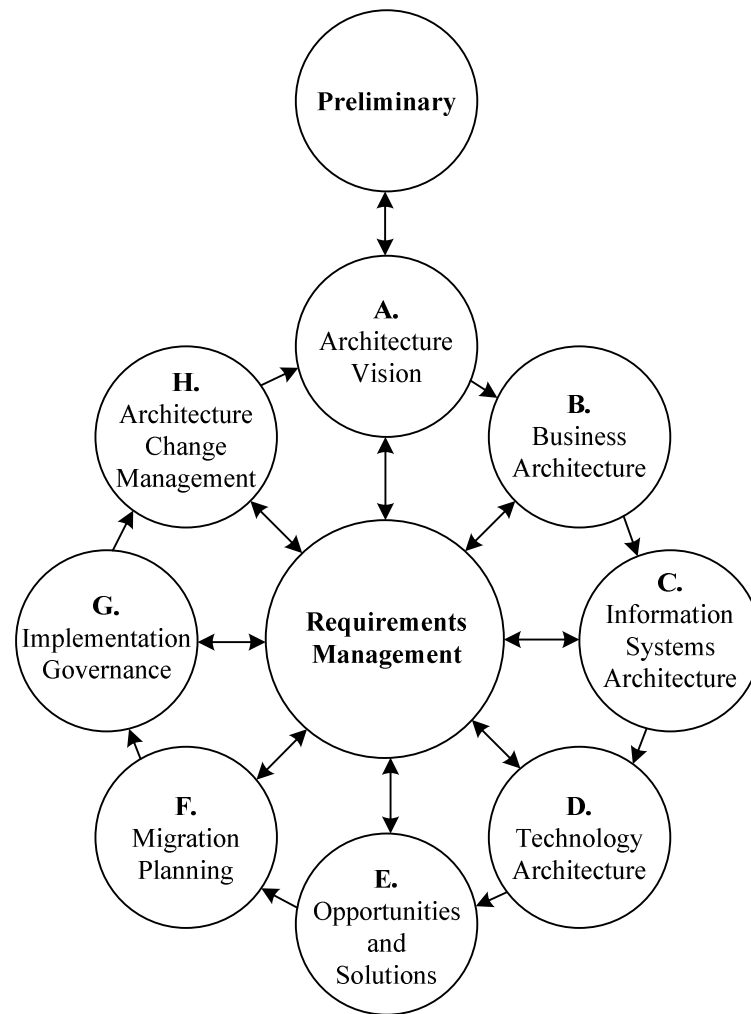 Preliminary
A.
Architecture
Vision
B.
Business
Architecture
C.
Information
Systems
Architecture
D.
Technology
Architecture
E.
Opportunities
and
Solutions
F.
Migration
Planning
G.
Implementation
Governance
H.
Architecture
Change
Management
Requirements
Management